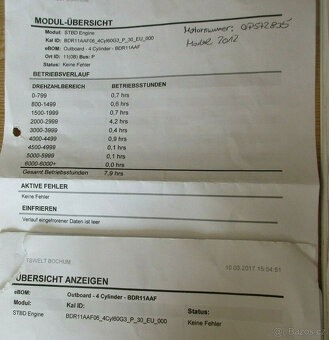 MODUL-ÜBERSICHT
Modul: STBD Engine
Kal ID: BDR11AAF06_4Cyl60G3_P_30_EU_000
eBOM: Outboard - 4 Cylinder - BDR11AAF
Ort ID: 11(0B) Bus: P
Status: Keine Fehler
Motornummer:
Model 2012
BETRIEBSVERLAUF
DREHZAHLBEREICH BETRIEBSSTUNDEN
0-799 0,7 hrs
800-1499 0,6 hrs
1500-1999 0,7 hrs
2000-2999 4,2 hrs
3000-3999 0,4 hrs
4000-4499 0,9 hrs
4500-4999 0,1 hrs
5000-5999 0,1 hrs
6000-6000+ 0.0 hrs
Gesamt Betriebsstunden 7,9 hrs
AKTIVE FEHLER
Keine Fehler
EINFRIEREN
Verlauf eingefrorener Daten ist leer
TSWELT BOCHUM 10.03.2017 15:04:51
ÜBERSICHT ANZEIGEN
eBOM: Outboard - 4 Cylinder - BDR11AAF
Modul: Kal ID: Status:
STBD Engine BDR11AAF06_4Cyl60G3_P_30_EU_000 Keine Fehler